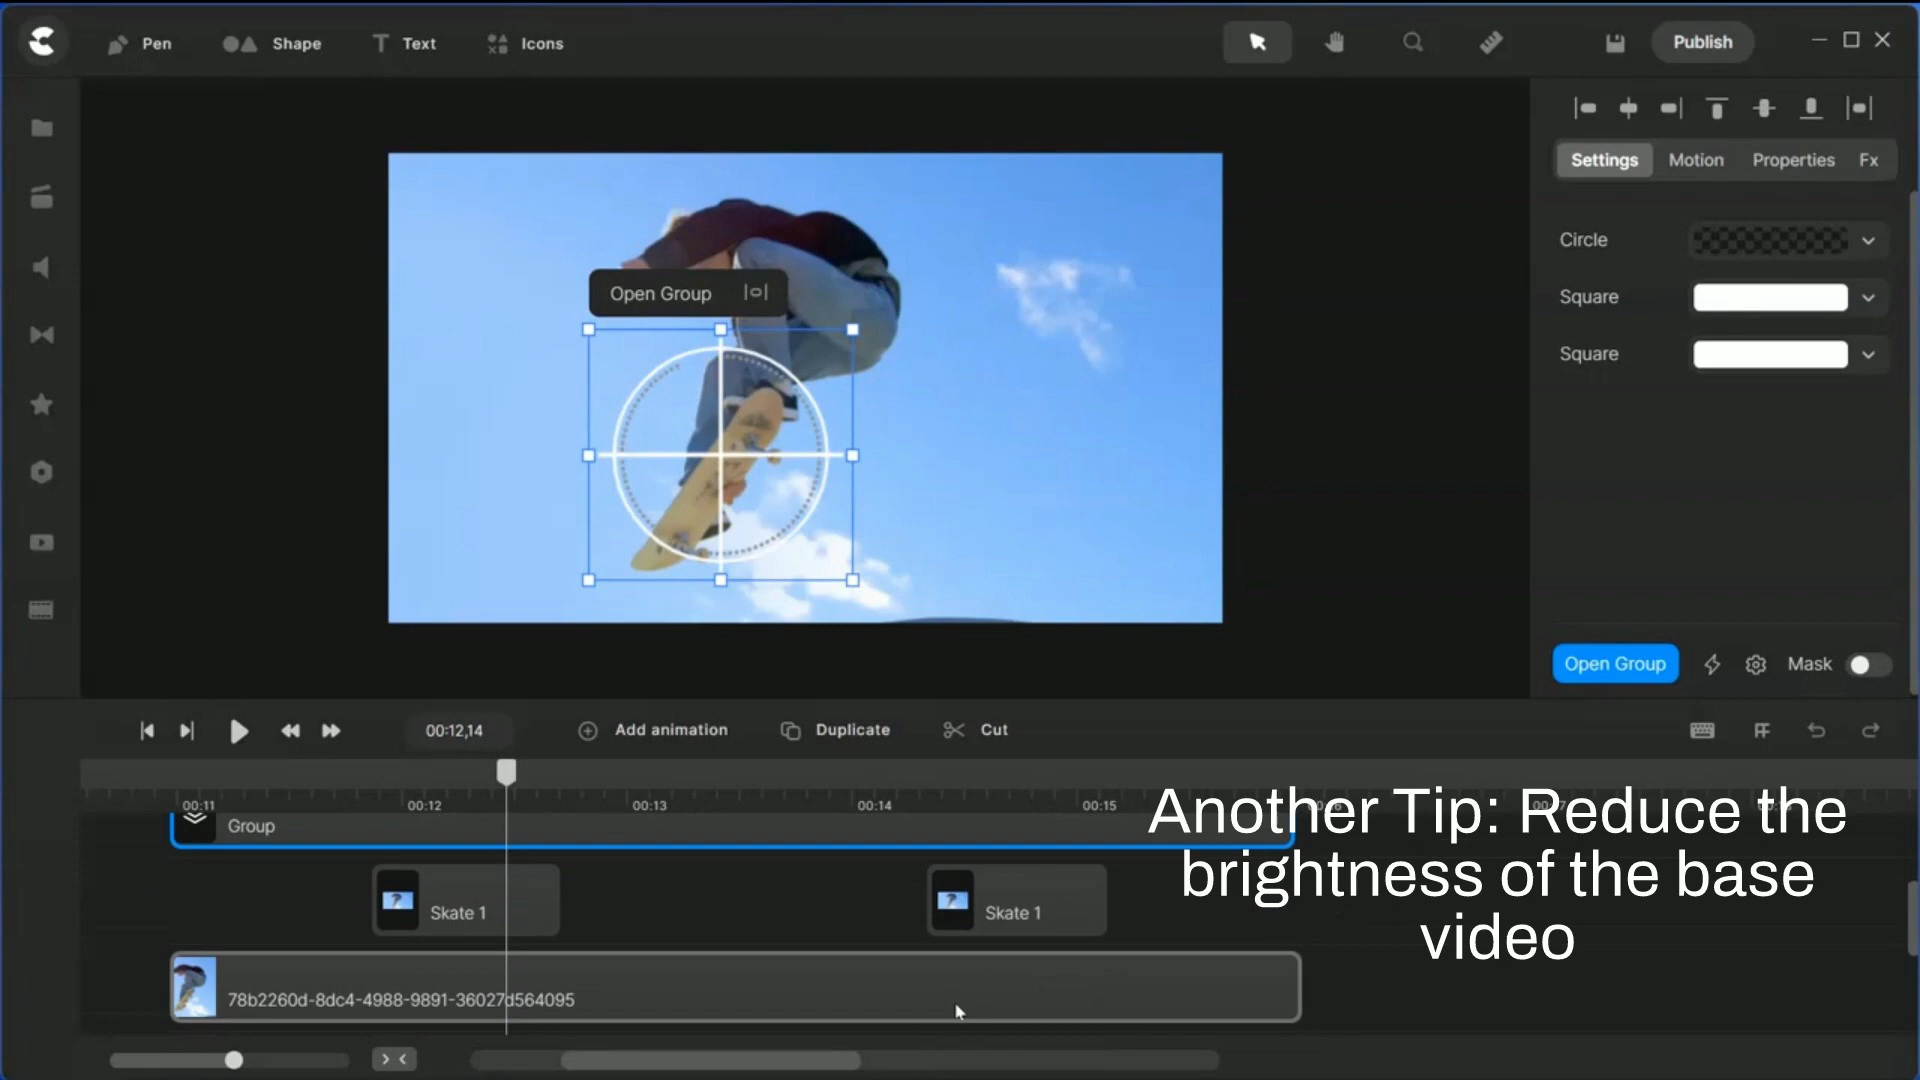 Pen
Shape
Text
Icons
Publish
Settings
Motion
Properties
Fx
Circle
Square
Square
Open Group
Open Group
Mask
00:12,14
Add animation
Duplicate
Cut
00:11
00:12
00:13
00:14
00:15
Group
Skate 1
Skate 1
78b2260d-8dc4-4988-9891-36027d564095
Another Tip: Reduce the
brightness of the base
video